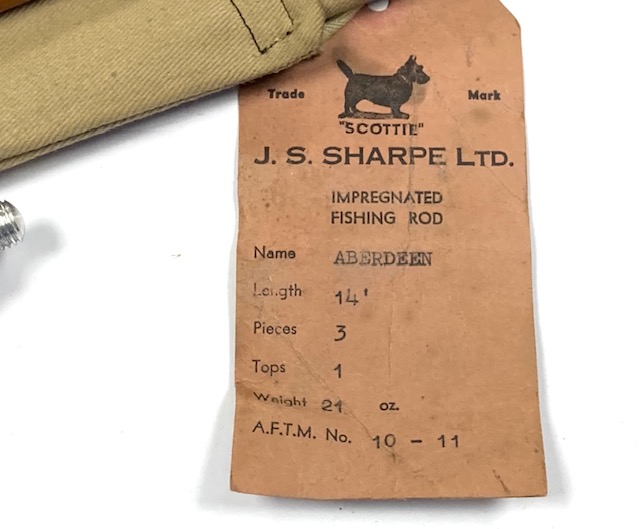 Trade Mark
"SCOTTIE"
J. S. SHARPE LTD.
IMPREGNATED
FISHING ROD
Name ABERDEEN
Length 14'
Pieces 3
Tops 1
Weight 21 oz.
A.F.T.M. No. 10 - 11